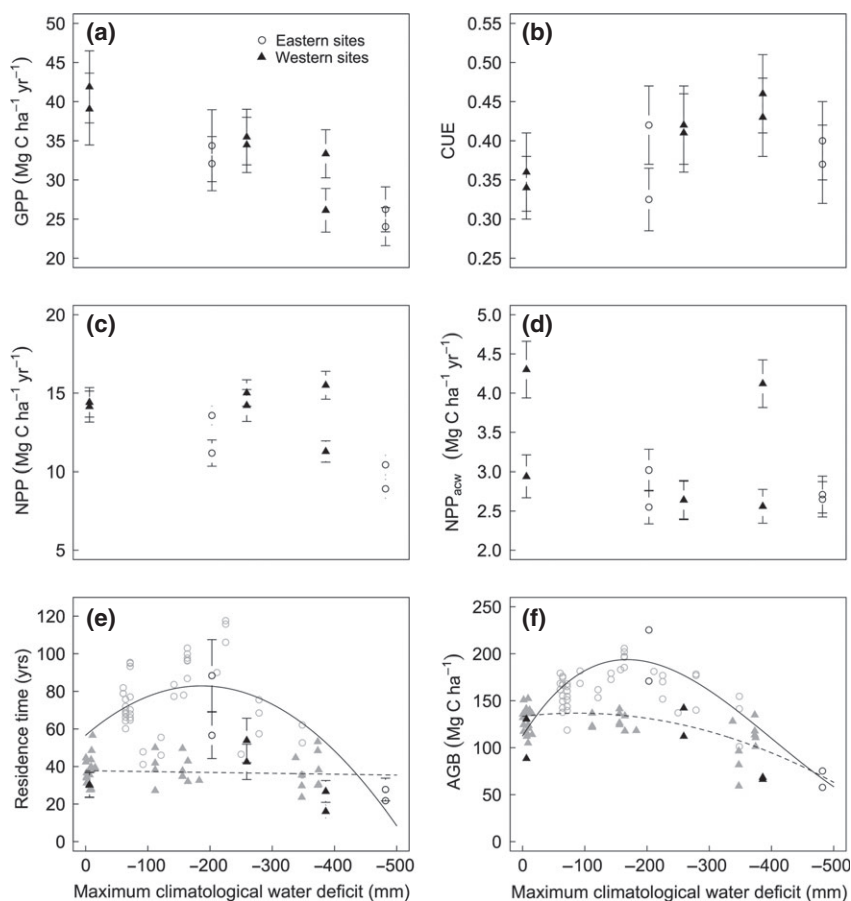 (a)
50
45
40
35
30
25
20
GPP (Mg C ha−1 yr−1)
○ Eastern sites
▲ Western sites
(b)
0.55
0.50
0.45
0.40
0.35
0.30
0.25
CUE
(c)
20
15
10
5
NPP (Mg C ha−1 yr−1)
(d)
5.0
4.5
4.0
3.5
3.0
2.5
2.0
NPPacw (Mg C ha−1 yr−1)
(e)
120
100
80
60
40
20
0
Residence time (yrs)
0 −100 −200 −300 −400 −500
Maximum climatological water deficit (mm)
(f)
250
200
150
100
50
0
AGB (Mg C ha−1)
0 −100 −200 −300 −400 −500
Maximum climatological water deficit (mm)